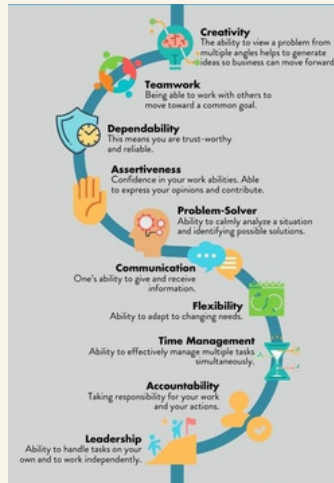 Creativity
The ability to view a problem from
multiple angles helps to generate
ideas so business can move forward
Teamwork
Being able to work with others to
move toward a common goal.
Dependability
This means you are trust-worthy
and reliable.
Assertiveness
Confidence in your work abilities. Able
to express your opinions and contribute.
Problem-Solver
Ability to calmly analyze a situation
and identifying possible solutions.
Communication
One's ability to give and receive
information.
Flexibility
Ability to adapt to changing needs.
Time Management
Ability to effectively manage multiple tasks
simultaneously.
Accountability
Taking responsibility for your work
and your actions.
Leadership
Ability to handle tasks on your
own and to work independently.